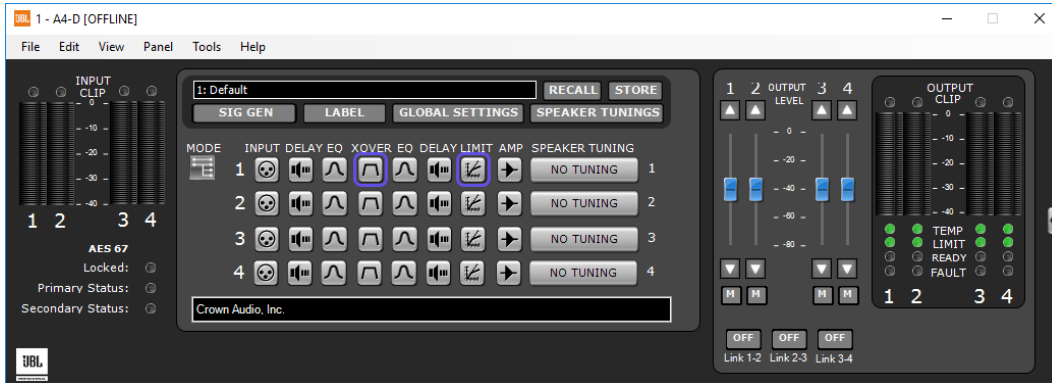 JBL 1 - A4-D [OFFLINE]
File Edit View Panel Tools Help
INPUT
CLIP
0
-10
-20
-30
-40
1 2 3 4
AES 67
Locked:
Primary Status:
Secondary Status:
JBL
1: Default RECALL STORE
SIG GEN LABEL GLOBAL SETTINGS SPEAKER TUNINGS
MODE INPUT DELAY EQ XOVER EQ DELAY LIMIT AMP SPEAKER TUNING
1 NO TUNING 1
2 NO TUNING 2
3 NO TUNING 3
4 NO TUNING 4
Crown Audio, Inc.
1 2 OUTPUT 3 4
LEVEL
0
-20
-40
-60
-80
M M M M
OFF OFF OFF
Link 1-2 Link 2-3 Link 3-4
OUTPUT
CLIP
0
-10
-20
-30
-40
TEMP
LIMIT
READY
FAULT
1 2 3 4